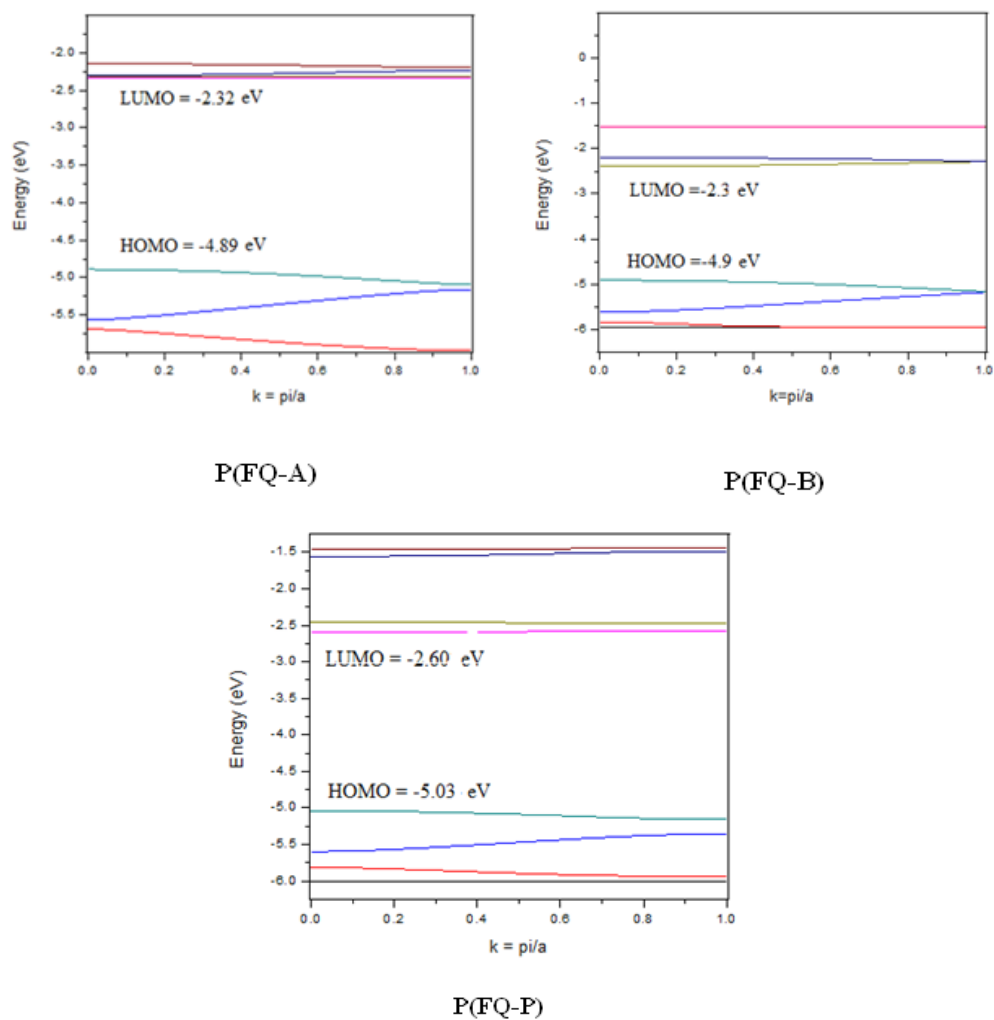 -2.0
-2.5
-3.0
-3.5
-4.0
-4.5
-5.0
-5.5
Energy (eV)
LUMO = -2.32 eV
HOMO = -4.89 eV
0.0 0.2 0.4 0.6 0.8 1.0
k = pi/a
P(FQ-A)
0
-1
-2
-3
-4
-5
-6
Energy (eV)
LUMO =-2.3 eV
HOMO =-4.9 eV
0.0 0.2 0.4 0.6 0.8 1.0
k=pi/a
P(FQ-B)
-1.5
-2.0
-2.5
-3.0
-3.5
-4.0
-4.5
-5.0
-5.5
-6.0
Energy (eV)
LUMO = -2.60 eV
HOMO = -5.03 eV
0.0 0.2 0.4 0.6 0.8 1.0
k = pi/a
P(FQ-P)